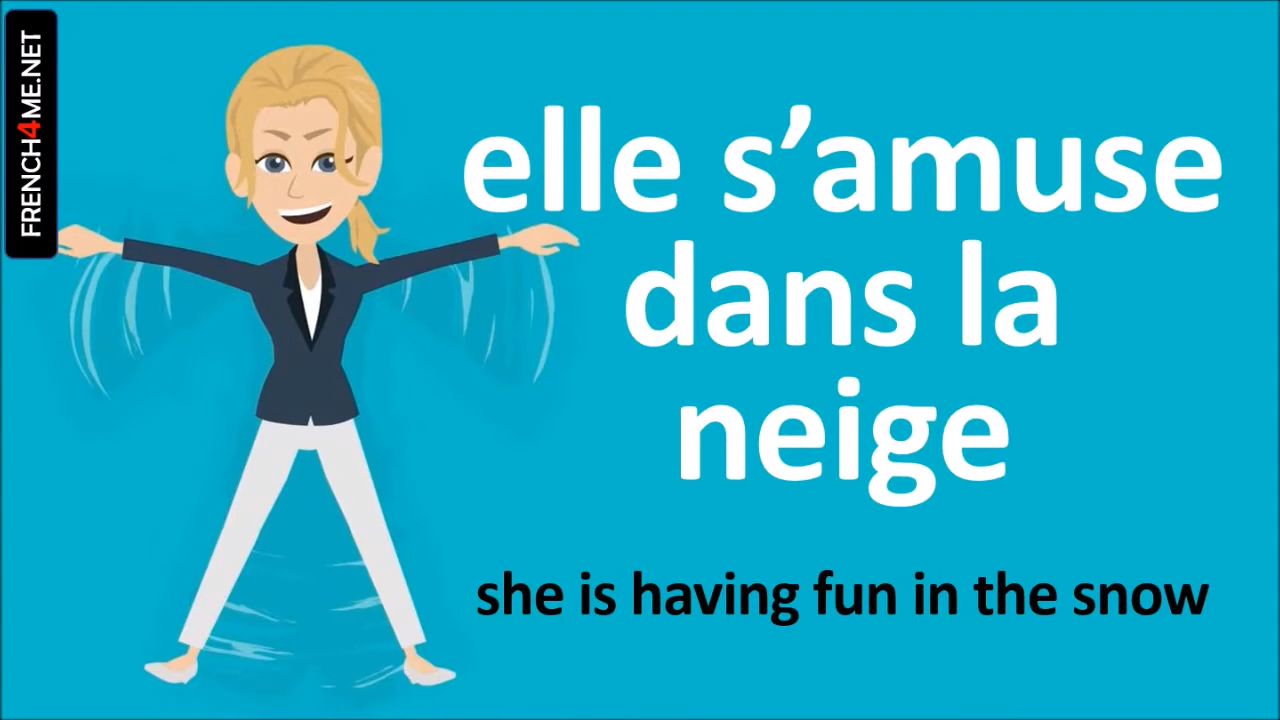 FRENCH4ME.NET
elle s’amuse
dans la
neige
she is having fun in the snow